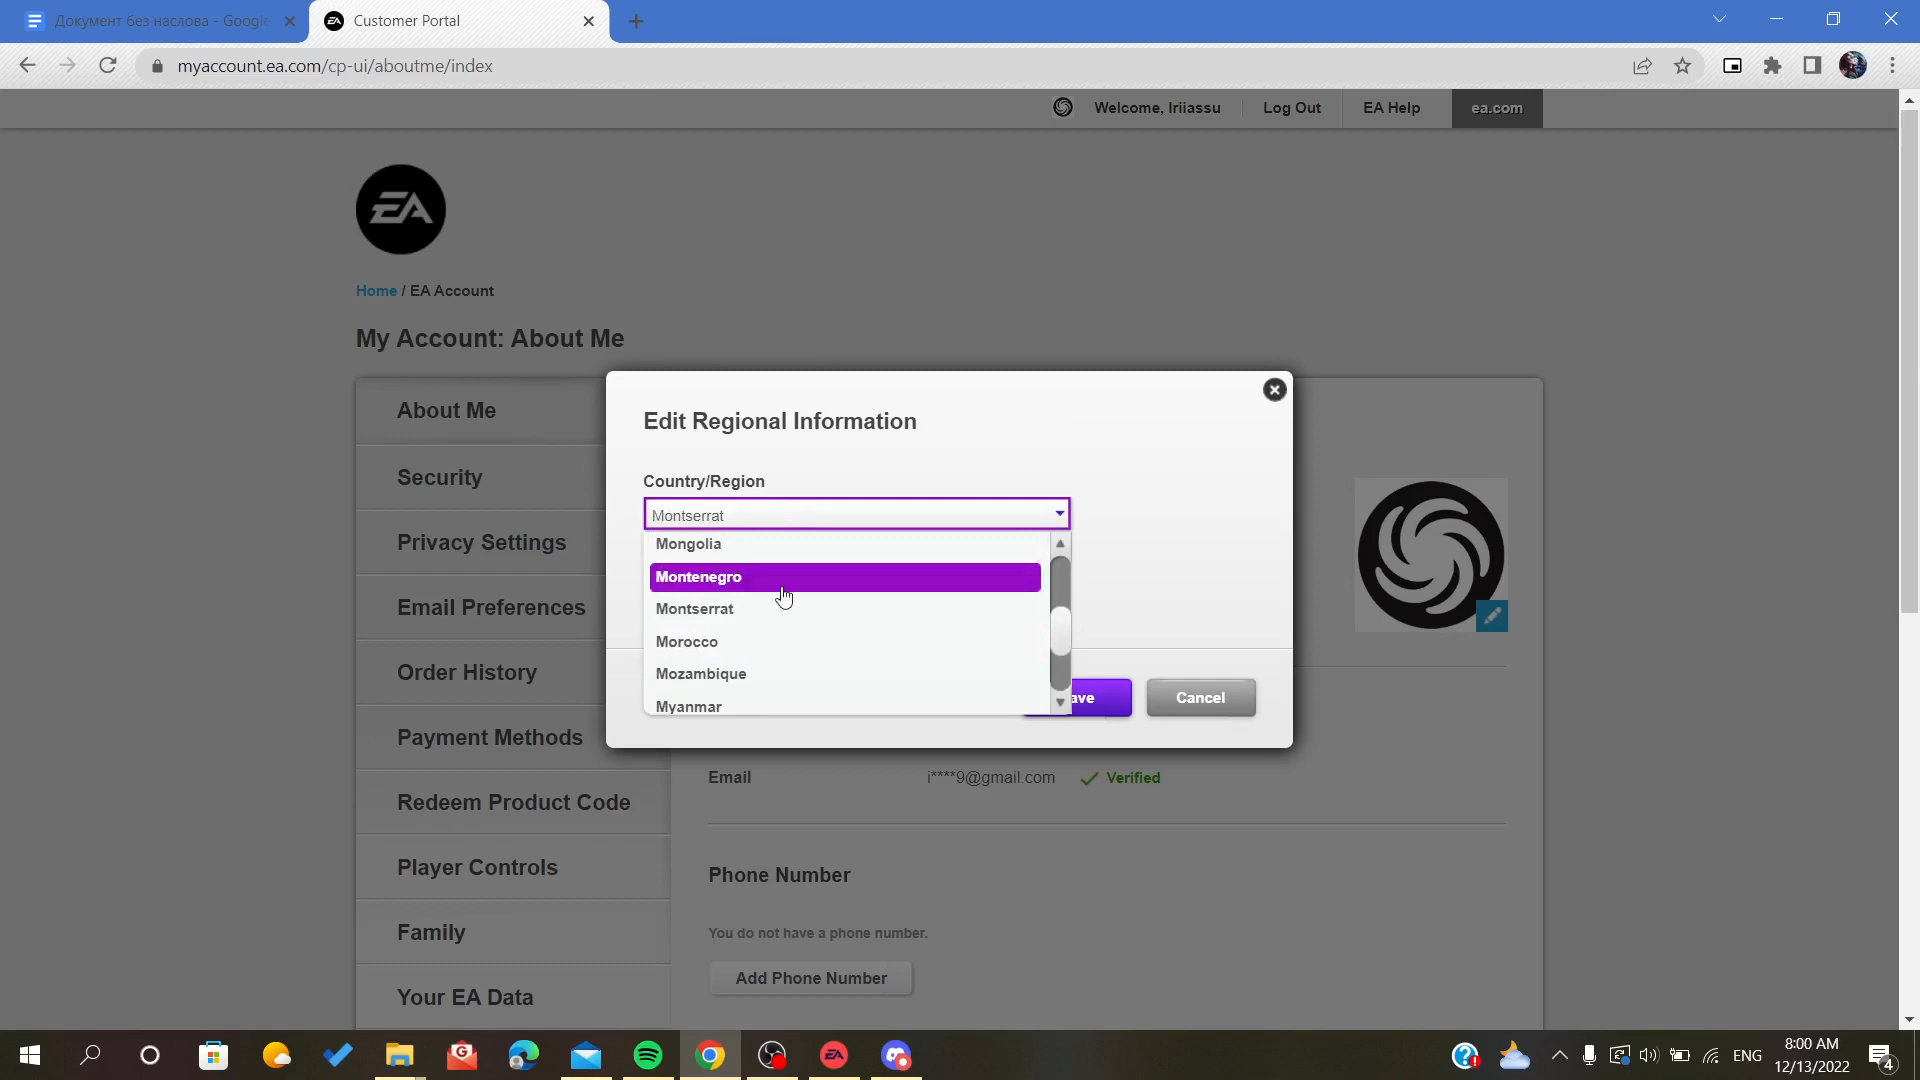 Документ без наслова - Google
Customer Portal
myaccount.ea.com/cp-ui/aboutme/index
Welcome, Iriiassu
Log Out
EA Help
ea.com
EA
Home / EA Account
My Account: About Me
About Me
Security
Privacy Settings
Email Preferences
Order History
Payment Methods
Redeem Product Code
Player Controls
Family
Your EA Data
Edit Regional Information
Country/Region
Montserrat
Mongolia
Montenegro
Montserrat
Morocco
Mozambique
Myanmar
ave
Cancel
Email
i****9@gmail.com
Verified
Phone Number
You do not have a phone number.
Add Phone Number
ENG
8:00 AM
12/13/2022
4